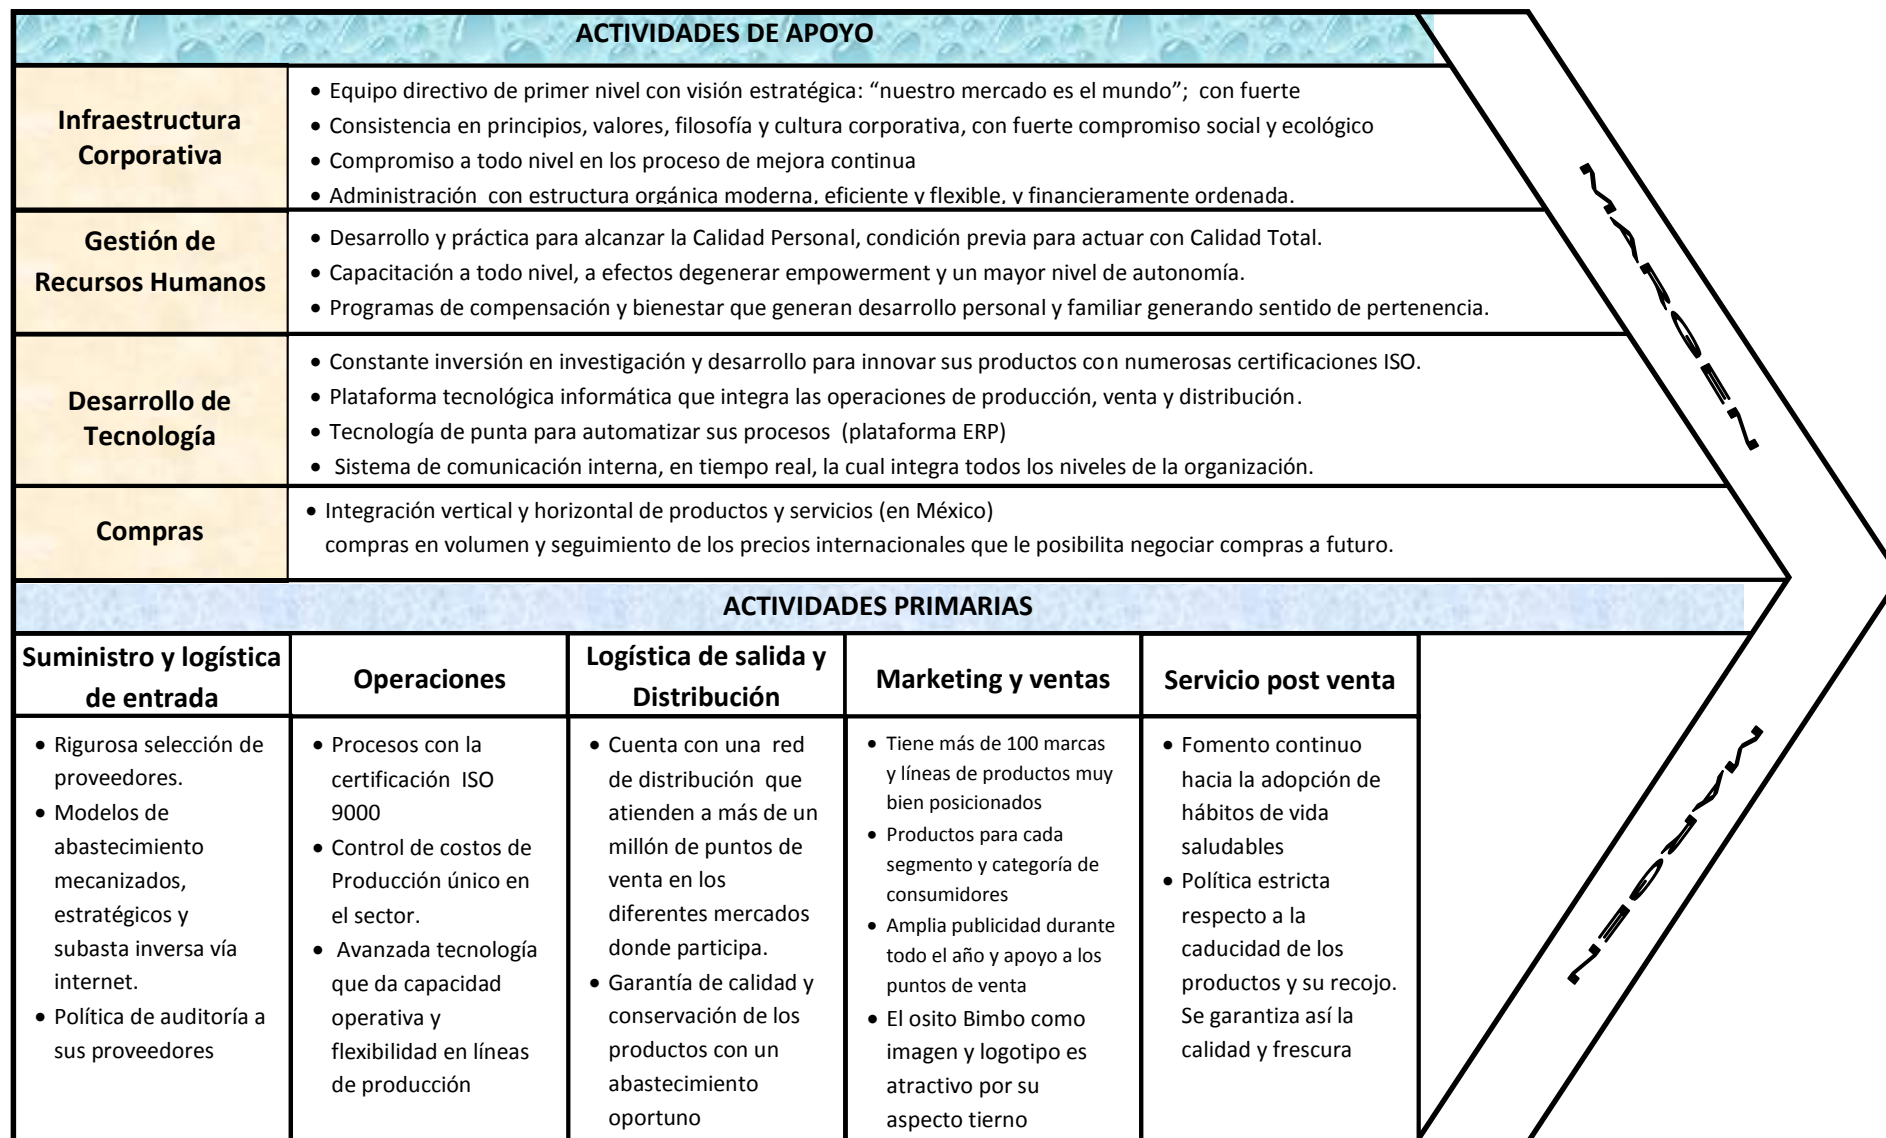 ACTIVIDADES DE APOYO
Infraestructura
Corporativa
• Equipo directivo de primer nivel con visión estratégica: “nuestro mercado es el mundo”; con fuerte
• Consistencia en principios, valores, filosofía y cultura corporativa, con fuerte compromiso social y ecológico
• Compromiso a todo nivel en los proceso de mejora continua
• Administración con estructura orgánica moderna, eficiente y flexible, y financieramente ordenada.
Gestión de
Recursos Humanos
• Desarrollo y práctica para alcanzar la Calidad Personal, condición previa para actuar con Calidad Total.
• Capacitación a todo nivel, a efectos degenerar empowerment y un mayor nivel de autonomía.
• Programas de compensación y bienestar que generan desarrollo personal y familiar generando sentido de pertenencia.
Desarrollo de
Tecnología
• Constante inversión en investigación y desarrollo para innovar sus productos con numerosas certificaciones ISO.
• Plataforma tecnológica informática que integra las operaciones de producción, venta y distribución.
• Tecnología de punta para automatizar sus procesos (plataforma ERP)
• Sistema de comunicación interna, en tiempo real, la cual integra todos los niveles de la organización.
Compras
• Integración vertical y horizontal de productos y servicios (en México)
compras en volumen y seguimiento de los precios internacionales que le posibilita negociar compras a futuro.
ACTIVIDADES PRIMARIAS
Suministro y logística
de entrada
• Rigurosa selección de
proveedores.
• Modelos de
abastecimiento
mecanizados,
estratégicos y
subasta inversa vía
internet.
• Política de auditoría a
sus proveedores
Operaciones
• Procesos con la
certificación ISO
9000
• Control de costos de
Producción único en
el sector.
• Avanzada tecnología
que da capacidad
operativa y
flexibilidad en líneas
de producción
Logística de salida y
Distribución
• Cuenta con una red
de distribución que
atienden a más de un
millón de puntos de
venta en los
diferentes mercados
donde participa.
• Garantía de calidad y
conservación de los
productos con un
abastecimiento
oportuno
Marketing y ventas
• Tiene más de 100 marcas
y líneas de productos muy
bien posicionados
• Productos para cada
segmento y categoría de
consumidores
• Amplia publicidad durante
todo el año y apoyo a los
puntos de venta
• El osito Bimbo como
imagen y logotipo es
atractivo por su
aspecto tierno
Servicio post venta
• Fomento continuo
hacia la adopción de
hábitos de vida
saludables
• Política estricta
respecto a la
caducidad de los
productos y su recojo.
Se garantiza así la
calidad y frescura